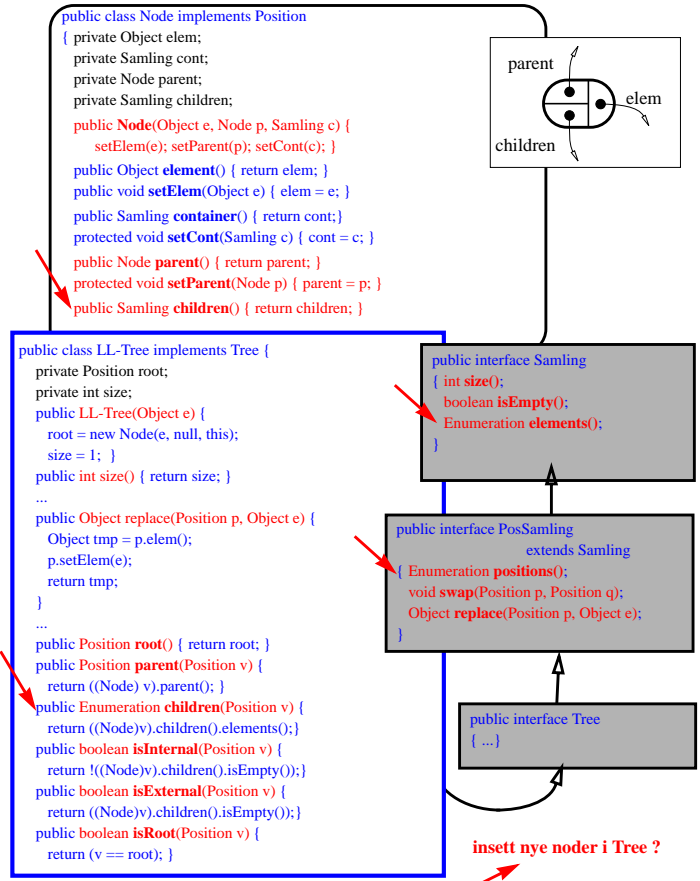 public class Node implements Position
{ private Object elem;
private Samling cont;
private Node parent;
private Samling children;
public Node(Object e, Node p, Samling c) {
setElem(e); setParent(p); setCont(c); }
public Object element() { return elem; }
public void setElem(Object e) { elem = e; }
public Samling container() { return cont;}
protected void setCont(Samling c) { cont = c; }
public Node parent() { return parent; }
protected void setParent(Node p) { parent = p; }
public Samling children() { return children; }
parent
elem
children
public class LL-Tree implements Tree {
private Position root;
private int size;
public LL-Tree(Object e) {
root = new Node(e, null, this);
size = 1;  }
public int size() { return size; }
...
public Object replace(Position p, Object e) {
Object tmp = p.elem();
p.setElem(e);
return tmp;
}
...
public Position root() { return root; }
public Position parent(Position v) {
return ((Node) v).parent(); }
public Enumeration children(Position v) {
return ((Node)v).children().elements();}
public boolean isInternal(Position v) {
return !((Node)v).children().isEmpty());}
public boolean isExternal(Position v) {
return ((Node)v).children().isEmpty());}
public boolean isRoot(Position v) {
return (v == root); }
public interface Samling
{ int size();
boolean isEmpty();
Enumeration elements();
}
public interface PosSamling
extends Samling
{ Enumeration positions();
void swap(Position p, Position q);
Object replace(Position p, Object e);
}
public interface Tree
{ ...}
insett nye noder i Tree ?